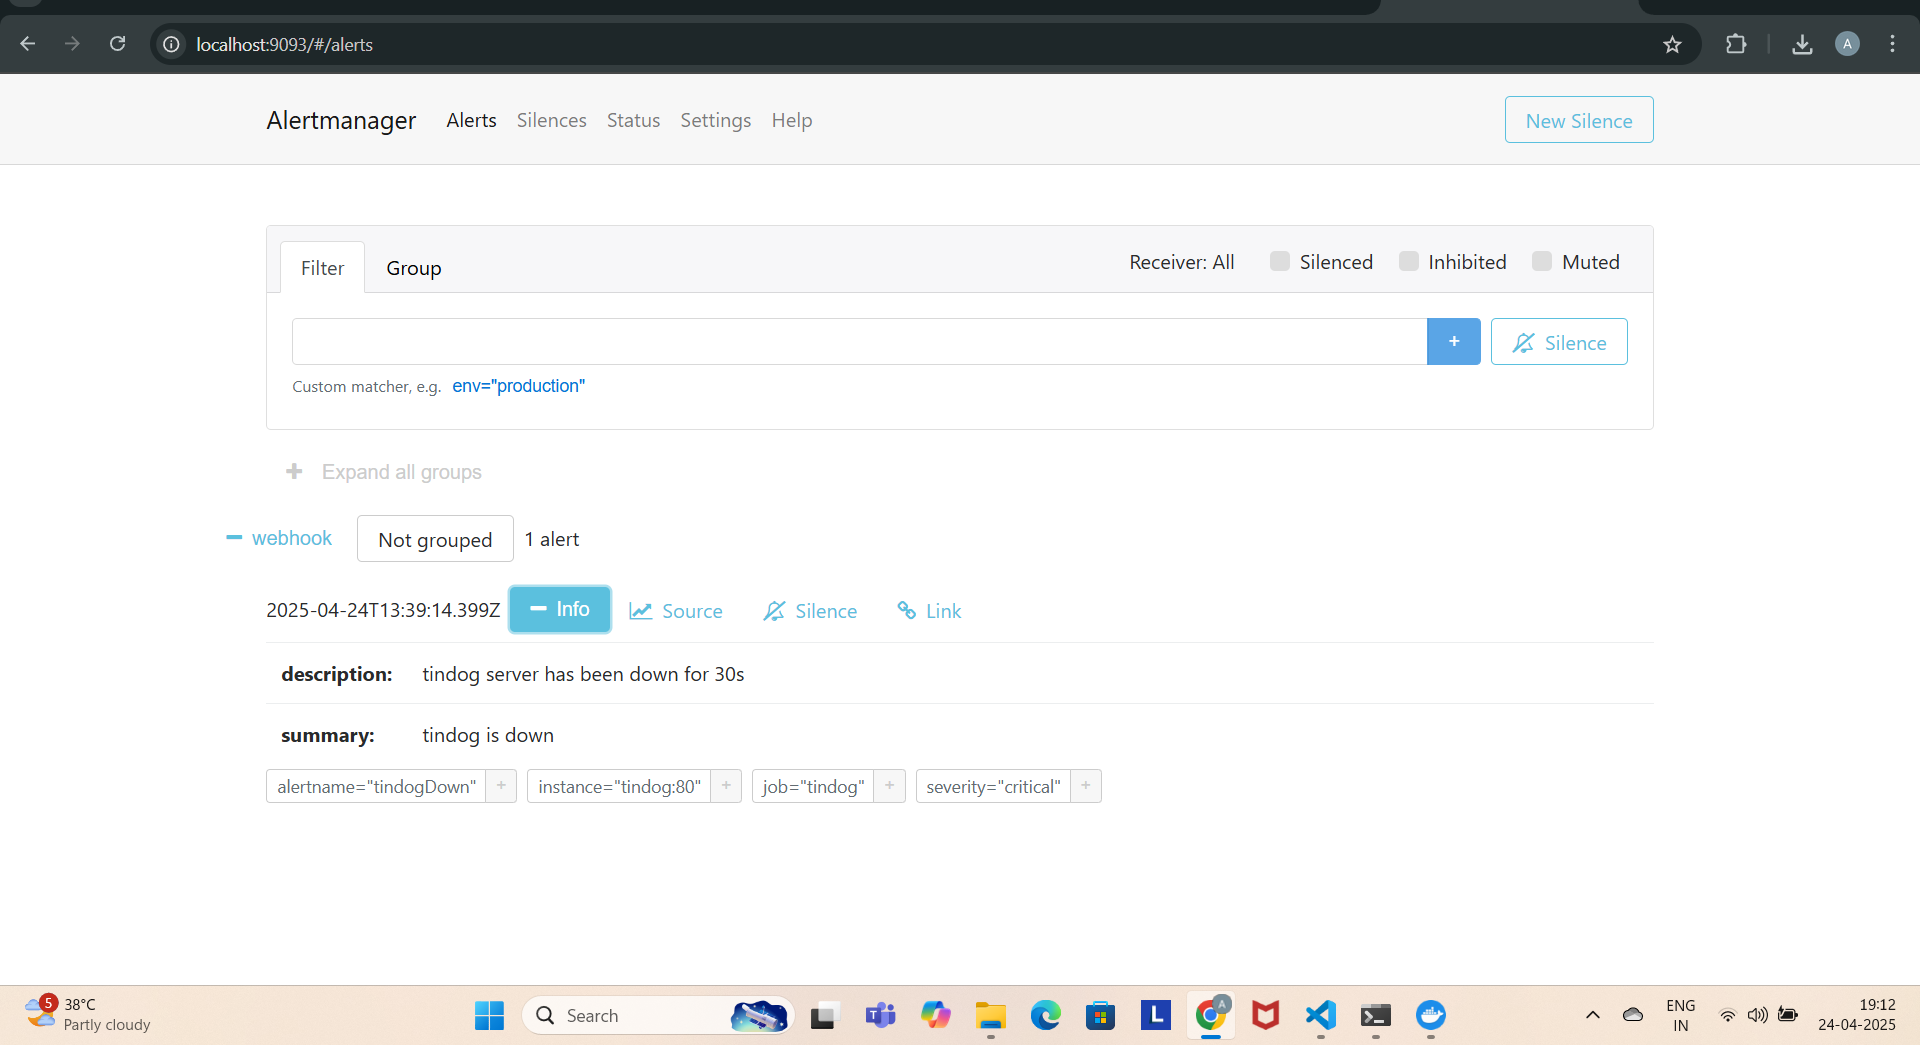 localhost:9093/#/alerts
A
Alertmanager Alerts Silences Status Settings Help New Silence
Filter Group Receiver: All Silenced Inhibited Muted
+ Silence
Custom matcher, e.g. env="production"
+ Expand all groups
webhook Not grouped 1 alert
2025-04-24T13:39:14.399Z Info Source Silence Link
description: tindog server has been down for 30s
summary: tindog is down
alertname="tindogDown" + instance="tindog:80" + job="tindog" + severity="critical" +
5 38°C
Partly cloudy
Search
T
L
A
ENG
IN
19:12
24-04-2025